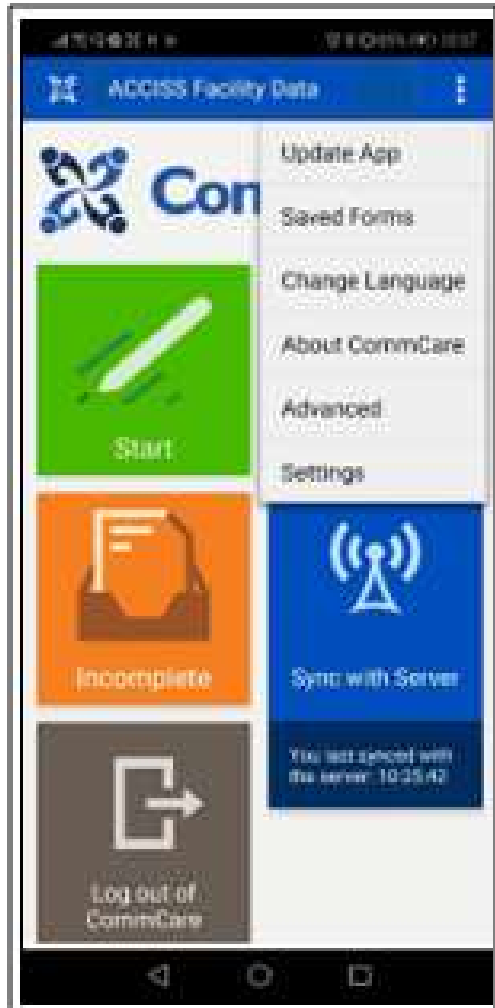 ACCISS Facility Data
Com
Update App
Saved Forms
Change Language
About CommCare
Advanced
Settings
Start
Incomplete
Sync with Server
You last synced with
the server: 10:25:42
Log out of
CommCare